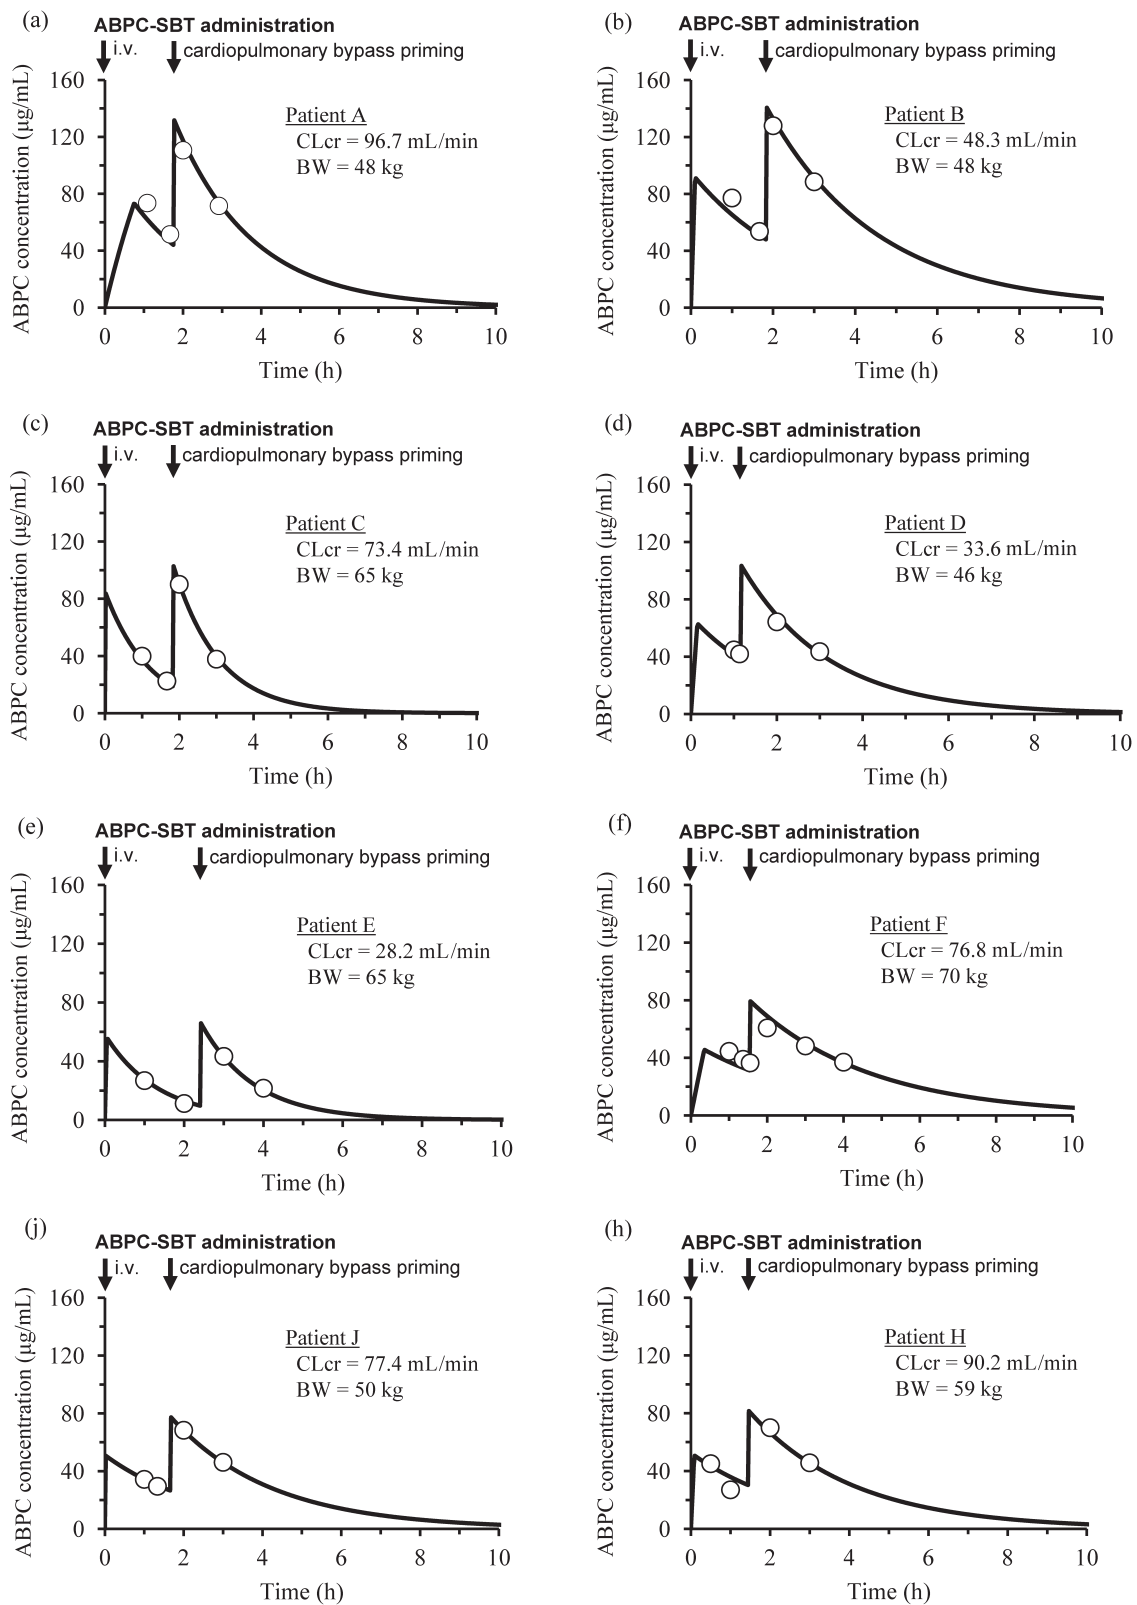 (a)
ABPC-SBT administration
i.v. cardiopulmonary bypass priming
ABPC concentration (μg/mL)
160
120
80
40
0
Patient A
CLcr = 96.7 mL/min
BW = 48 kg
0 2 4 6 8 10
Time (h)
(b)
ABPC-SBT administration
i.v. cardiopulmonary bypass priming
ABPC concentration (μg/mL)
160
120
80
40
0
Patient B
CLcr = 48.3 mL/min
BW = 48 kg
0 2 4 6 8 10
Time (h)
(c)
ABPC-SBT administration
i.v. cardiopulmonary bypass priming
ABPC concentration (μg/mL)
160
120
80
40
0
Patient C
CLcr = 73.4 mL/min
BW = 65 kg
0 2 4 6 8 10
Time (h)
(d)
ABPC-SBT administration
i.v. cardiopulmonary bypass priming
ABPC concentration (μg/mL)
160
120
80
40
0
Patient D
CLcr = 33.6 mL/min
BW = 46 kg
0 2 4 6 8 10
Time (h)
(e)
ABPC-SBT administration
i.v. cardiopulmonary bypass priming
ABPC concentration (μg/mL)
160
120
80
40
0
Patient E
CLcr = 28.2 mL/min
BW = 65 kg
0 2 4 6 8 10
Time (h)
(f)
ABPC-SBT administration
i.v. cardiopulmonary bypass priming
ABPC concentration (μg/mL)
160
120
80
40
0
Patient F
CLcr = 76.8 mL/min
BW = 70 kg
0 2 4 6 8 10
Time (h)
(j)
ABPC-SBT administration
i.v. cardiopulmonary bypass priming
ABPC concentration (μg/mL)
160
120
80
40
0
Patient J
CLcr = 77.4 mL/min
BW = 50 kg
0 2 4 6 8 10
Time (h)
(h)
ABPC-SBT administration
i.v. cardiopulmonary bypass priming
ABPC concentration (μg/mL)
160
120
80
40
0
Patient H
CLcr = 90.2 mL/min
BW = 59 kg
0 2 4 6 8 10
Time (h)